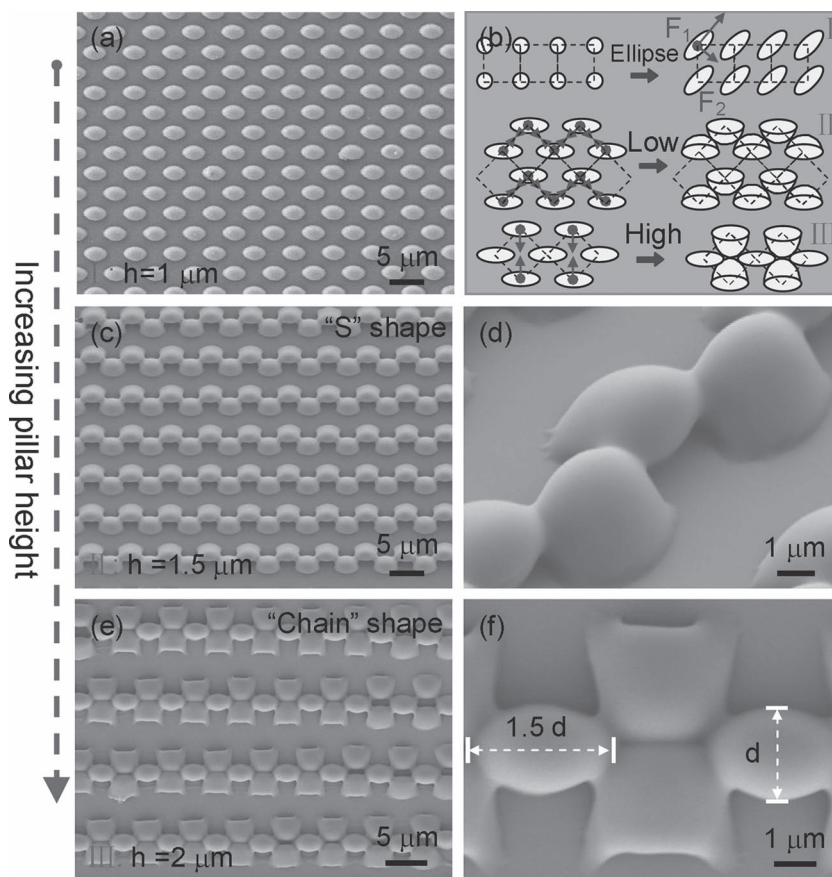 Increasing pillar height
(a)
I: h=1 μm
5 μm
(b)
F1
F2
Ellipse
I
Low
II
High
III
(c)
"S" shape
II: h =1.5 μm
5 μm
(d)
1 μm
(e)
"Chain" shape
III: h =2 μm
5 μm
(f)
1.5 d
d
1 μm